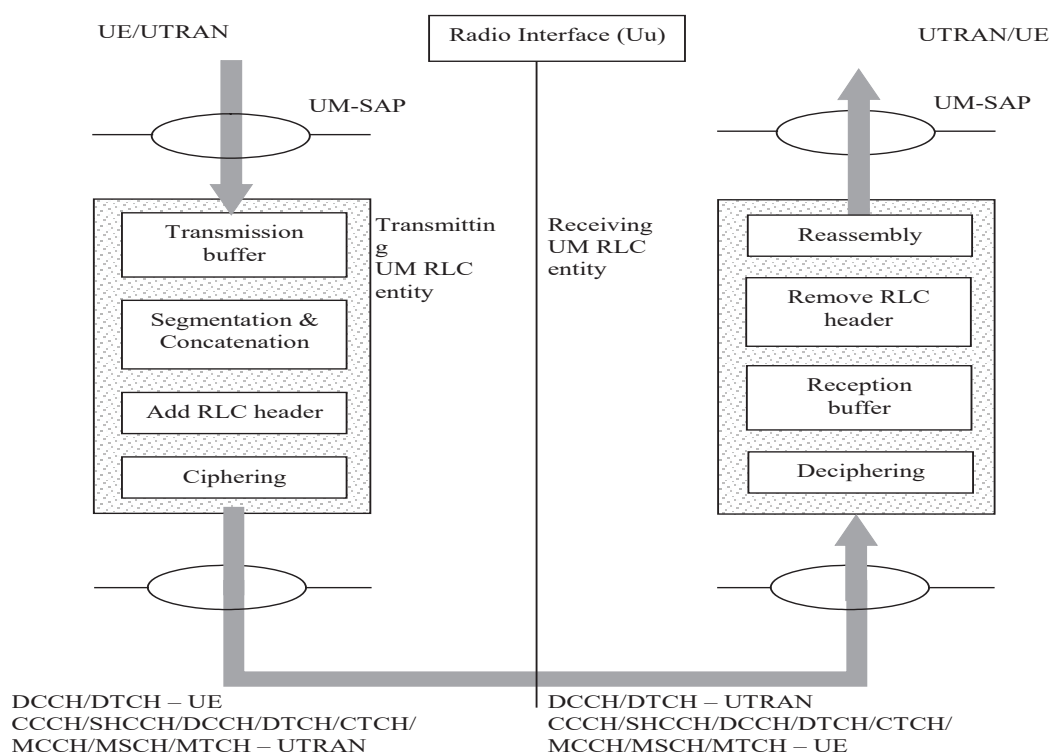 UE/UTRAN
Radio Interface (Uu)
UTRAN/UE
UM-SAP
UM-SAP
Transmission
buffer
Segmentation &
Concatenation
Add RLC header
Ciphering
Transmittin
g
UM RLC
entity
Receiving
UM RLC
entity
Reassembly
Remove RLC
header
Reception
buffer
Deciphering
DCCH/DTCH – UE
CCCH/SHCCH/DCCH/DTCH/CTCH/
MCCH/MSCH/MTCH – UTRAN
DCCH/DTCH – UTRAN
CCCH/SHCCH/DCCH/DTCH/CTCH/
MCCH/MSCH/MTCH – UE